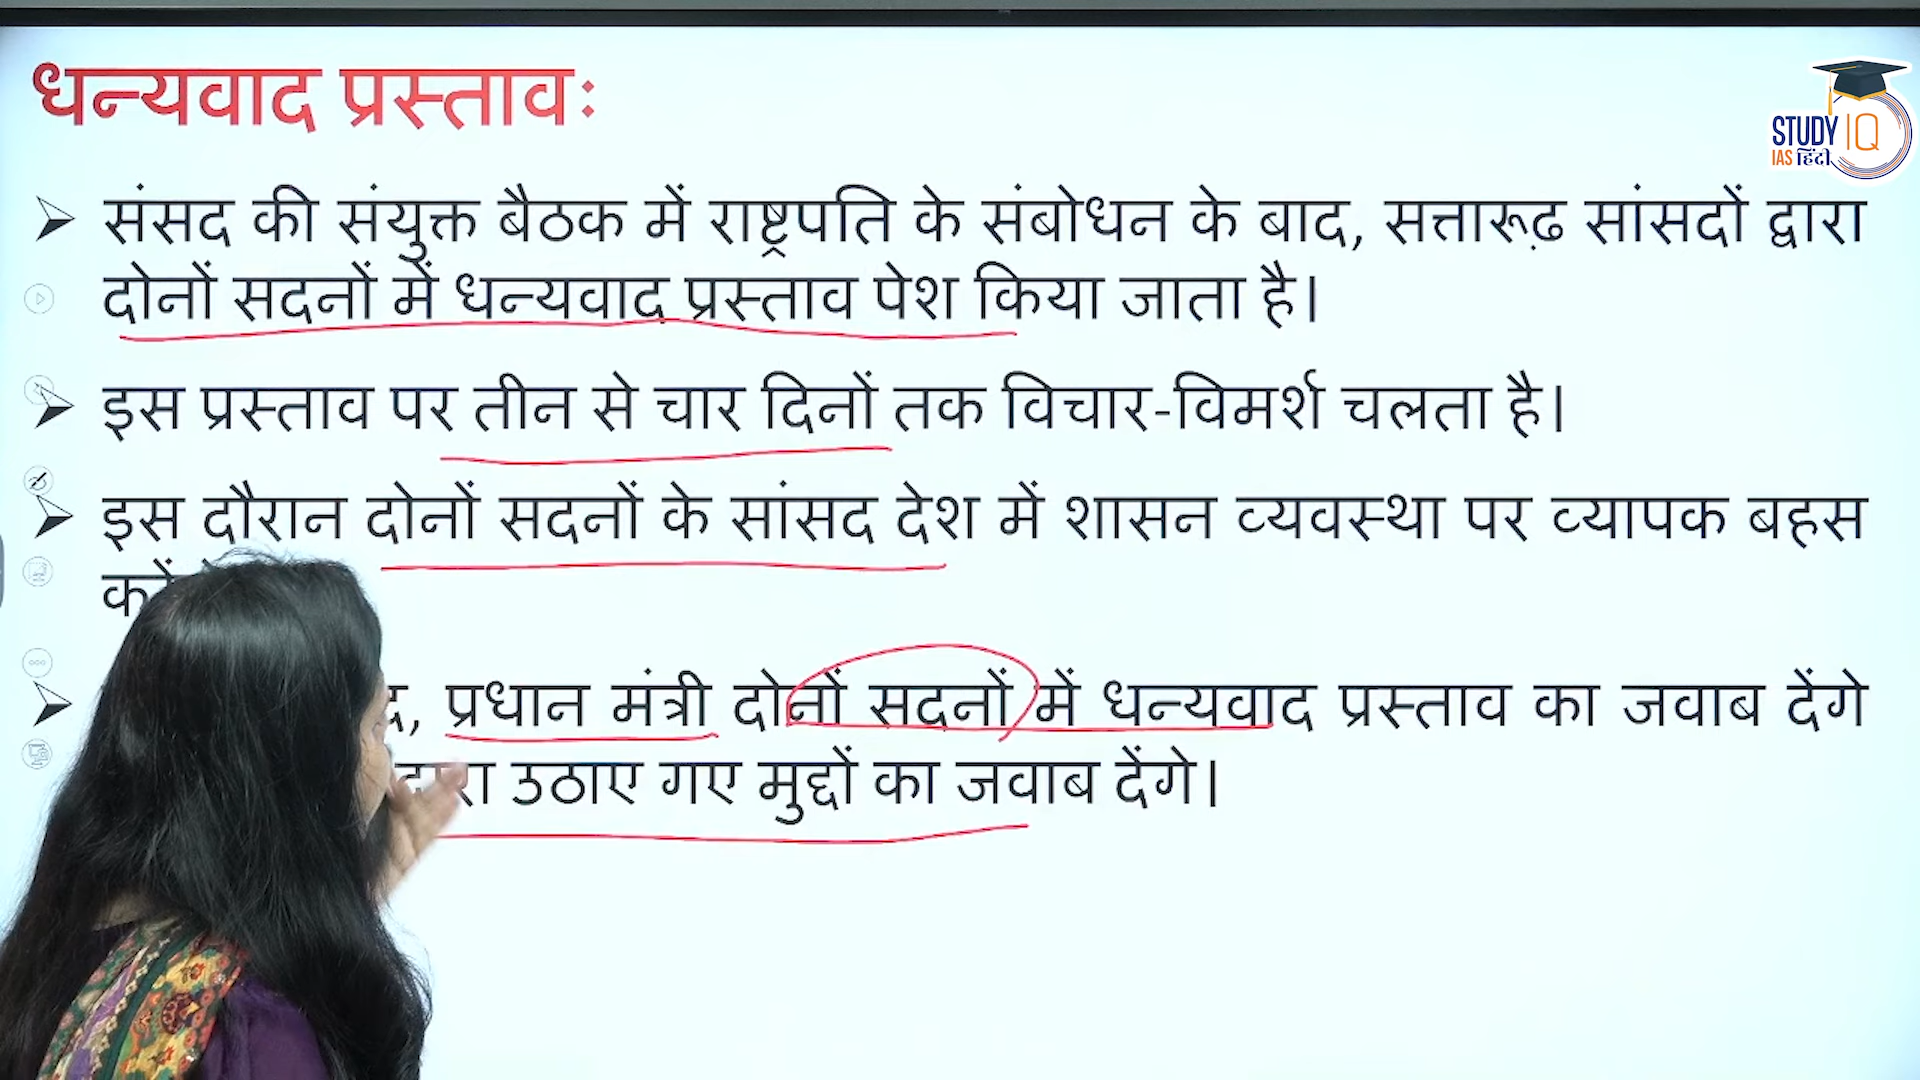 धन्यवाद प्रस्तावः
STUDY IQ
IAS हिंदी
संसद की संयुक्त बैठक में राष्ट्रपति के संबोधन के बाद, सत्तारूढ़ सांसदों द्वारा
दोनों सदनों में धन्यवाद प्रस्ताव पेश किया जाता है।
इस प्रस्ताव पर तीन से चार दिनों तक विचार-विमर्श चलता है।
इस दौरान दोनों सदनों के सांसद देश में शासन व्यवस्था पर व्यापक बहस
प्रधान मंत्री दोनों सदनों में धन्यवाद प्रस्ताव का जवाब देंगे
द्वारा उठाए गए मुद्दों का जवाब देंगे।